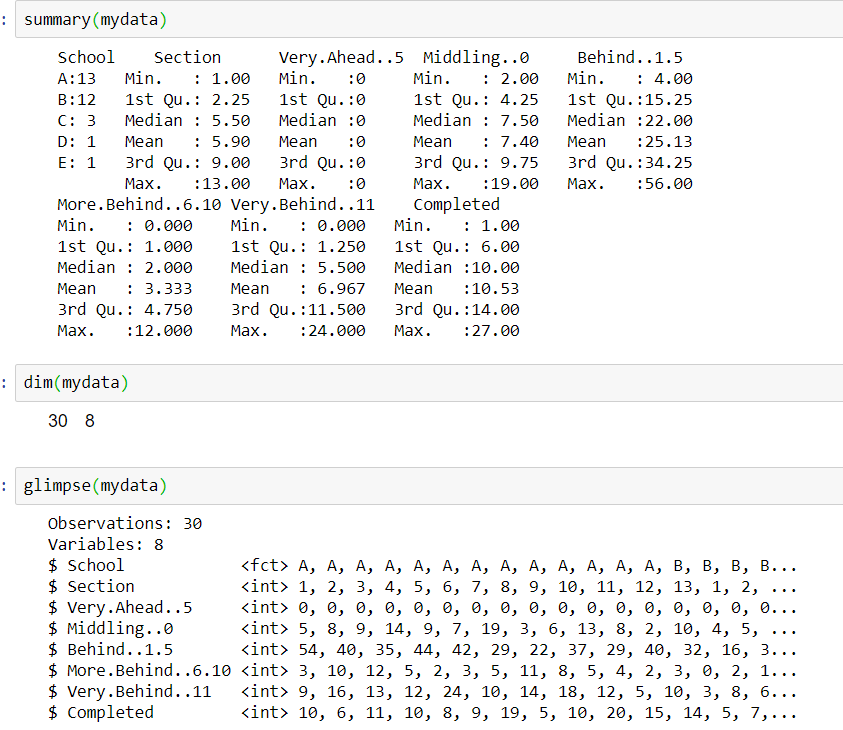 : summary(mydata)
School Section Very.Ahead..5 Middling..0 Behind..1.5
A:13 Min. : 1.00 Min. :0 Min. : 2.00 Min. : 4.00
B:12 1st Qu.: 2.25 1st Qu.:0 1st Qu.: 4.25 1st Qu.:15.25
C: 3 Median : 5.50 Median :0 Median : 7.50 Median :22.00
D: 1 Mean : 5.90 Mean :0 Mean : 7.40 Mean :25.13
E: 1 3rd Qu.: 9.00 3rd Qu.:0 3rd Qu.: 9.75 3rd Qu.:34.25
Max. :13.00 Max. :0 Max. :19.00 Max. :56.00
More.Behind..6.10 Very.Behind..11 Completed
Min. : 0.000 Min. : 0.000 Min. : 1.00
1st Qu.: 1.000 1st Qu.: 1.250 1st Qu.: 6.00
Median : 2.000 Median : 5.500 Median :10.00
Mean : 3.333 Mean : 6.967 Mean :10.53
3rd Qu.: 4.750 3rd Qu.:11.500 3rd Qu.:14.00
Max. :12.000 Max. :24.000 Max. :27.00
: dim(mydata)
30 8
: glimpse(mydata)
Observations: 30
Variables: 8
$ School <fct> A, A, A, A, A, A, A, A, A, A, A, A, A, B, B, B, B...
$ Section <int> 1, 2, 3, 4, 5, 6, 7, 8, 9, 10, 11, 12, 13, 1, 2, ...
$ Very.Ahead..5 <int> 0, 0, 0, 0, 0, 0, 0, 0, 0, 0, 0, 0, 0, 0, 0, 0, 0...
$ Middling..0 <int> 5, 8, 9, 14, 9, 7, 19, 3, 6, 13, 8, 2, 10, 4, 5, ...
$ Behind..1.5 <int> 54, 40, 35, 44, 42, 29, 22, 37, 29, 40, 32, 16, 3...
$ More.Behind..6.10 <int> 3, 10, 12, 5, 2, 3, 5, 11, 8, 5, 4, 2, 3, 0, 2, 1...
$ Very.Behind..11 <int> 9, 16, 13, 12, 24, 10, 14, 18, 12, 5, 10, 3, 8, 6...
$ Completed <int> 10, 6, 11, 10, 8, 9, 19, 5, 10, 20, 15, 14, 5, 7,...